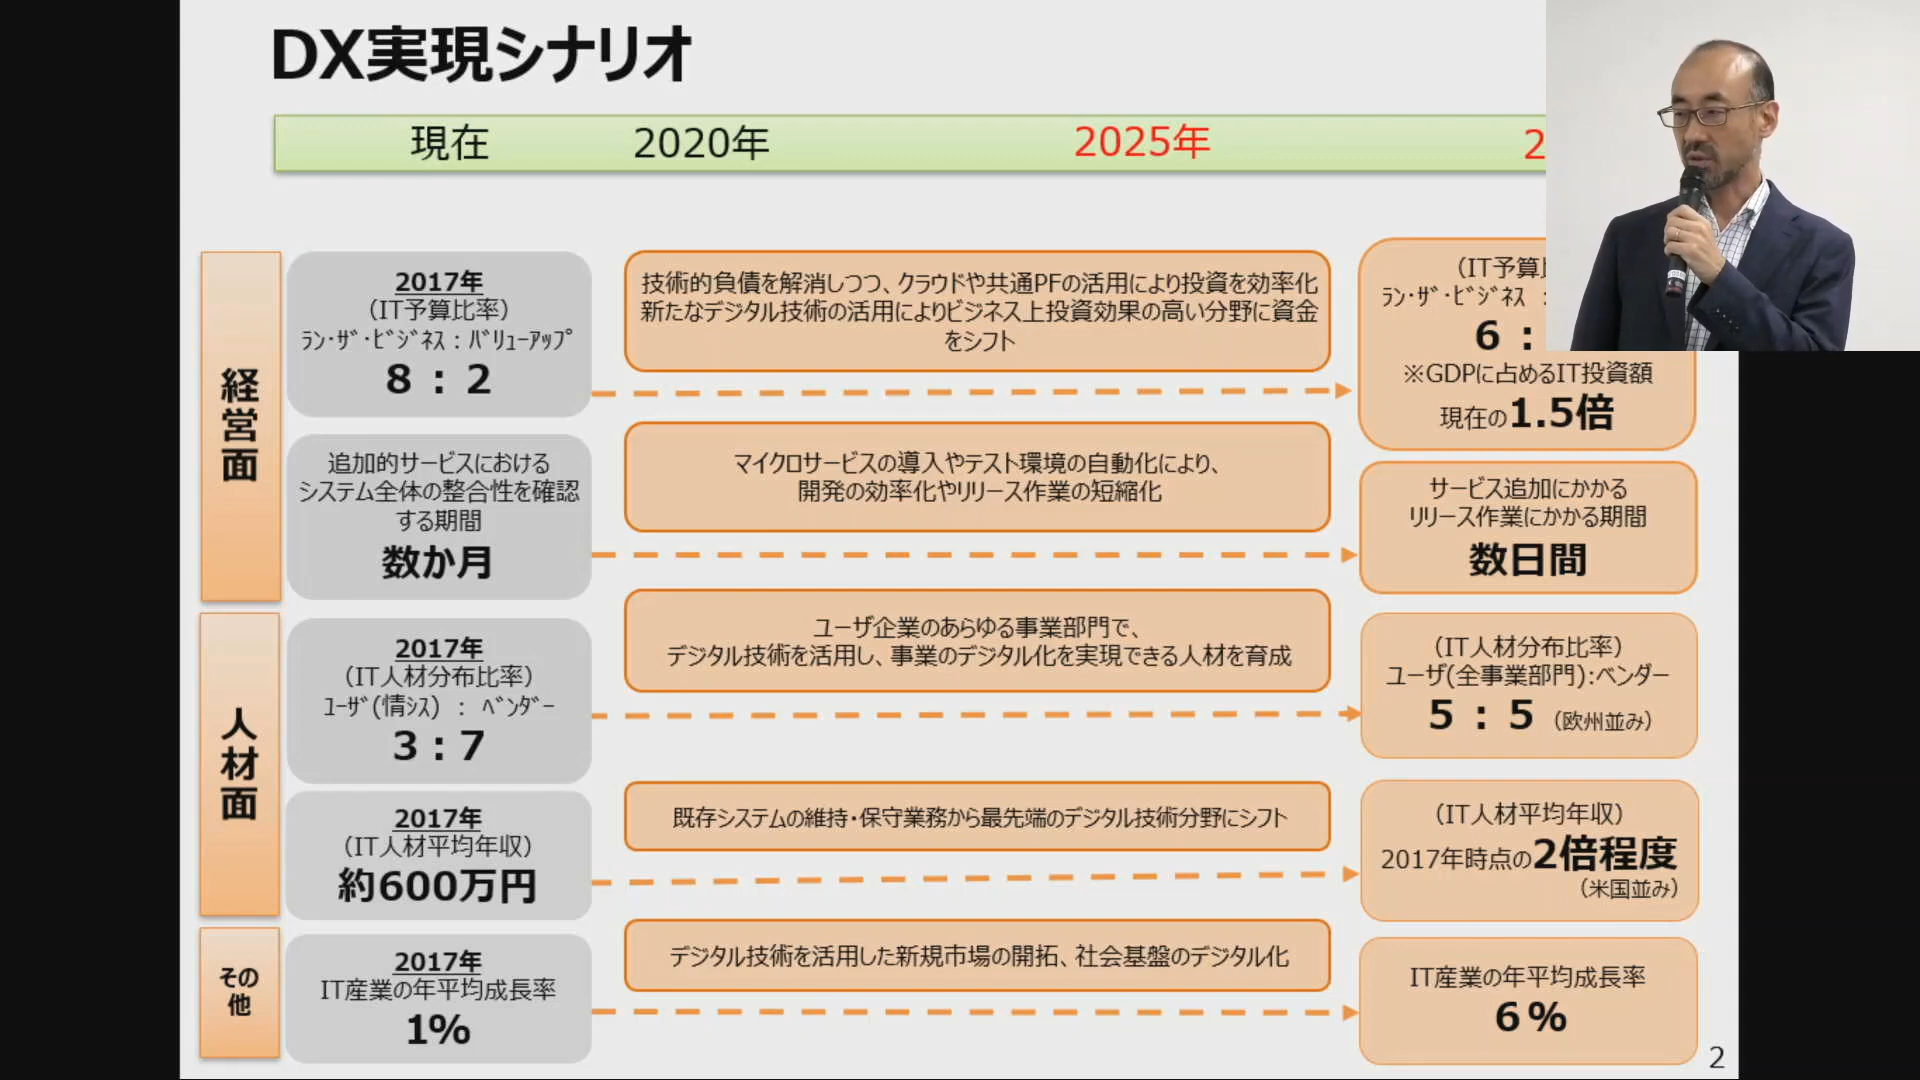 DX実現シナリオ
現在 2020年 2025年 2
経営面
2017年
（IT予算比率）
ﾗﾝ･ｻﾞ･ﾋﾞｼﾞﾈｽ：ﾊﾞﾘｭｰｱｯﾌﾟ
8：2
技術的負債を解消しつつ、クラウドや共通PFの活用により投資を効率化
新たなデジタル技術の活用によりビジネス上投資効果の高い分野に資金
をシフト
（IT予算
ﾗﾝ･ｻﾞ･ﾋﾞｼﾞﾈｽ：
6：
※GDPに占めるIT投資額
現在の1.5倍
追加的サービスにおける
システム全体の整合性を確認
する期間
数か月
マイクロサービスの導入やテスト環境の自動化により、
開発の効率化やリリース作業の短縮化
サービス追加にかかる
リリース作業にかかる期間
数日間
人材面
2017年
（IT人材分布比率）
ﾕｰｻﾞ(情ｼｽ)：ﾍﾞﾝﾀﾞｰ
3：7
ユーザ企業のあらゆる事業部門で、
デジタル技術を活用し、事業のデジタル化を実現できる人材を育成
（IT人材分布比率）
ユーザ(全事業部門):ベンダー
5：5（欧州並み）
2017年
（IT人材平均年収）
約600万円
既存システムの維持・保守業務から最先端のデジタル技術分野にシフト
（IT人材平均年収）
2017年時点の2倍程度
（米国並み）
その他
2017年
IT産業の年平均成長率
1%
デジタル技術を活用した新規市場の開拓、社会基盤のデジタル化
IT産業の年平均成長率
6%
2